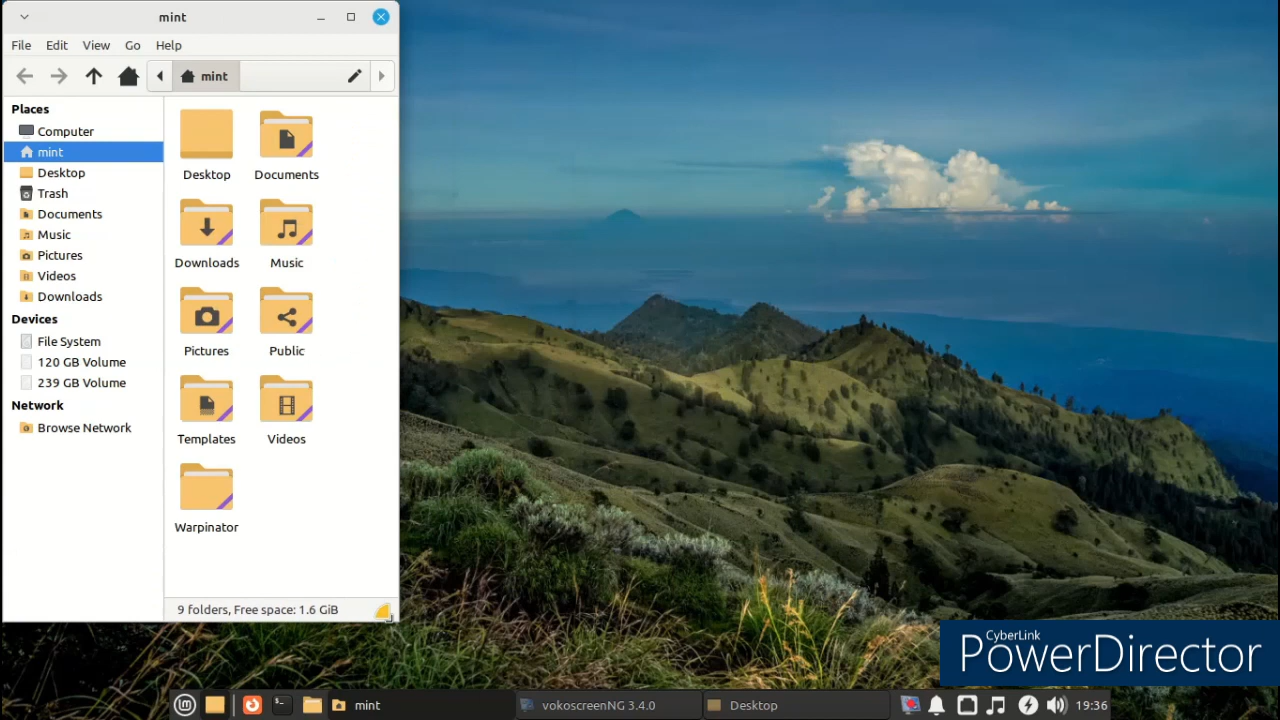 mint
File Edit View Go Help
mint
Places
Computer
mint
Desktop
Trash
Documents
Music
Pictures
Videos
Downloads
Devices
File System
120 GB Volume
239 GB Volume
Network
Browse Network
Desktop Documents
Downloads Music
Pictures Public
Templates Videos
Warpinator
9 folders, Free space: 1.6 GiB
CyberLink
PowerDirector
mint vokoscreenNG 3.4.0 Desktop 19:36